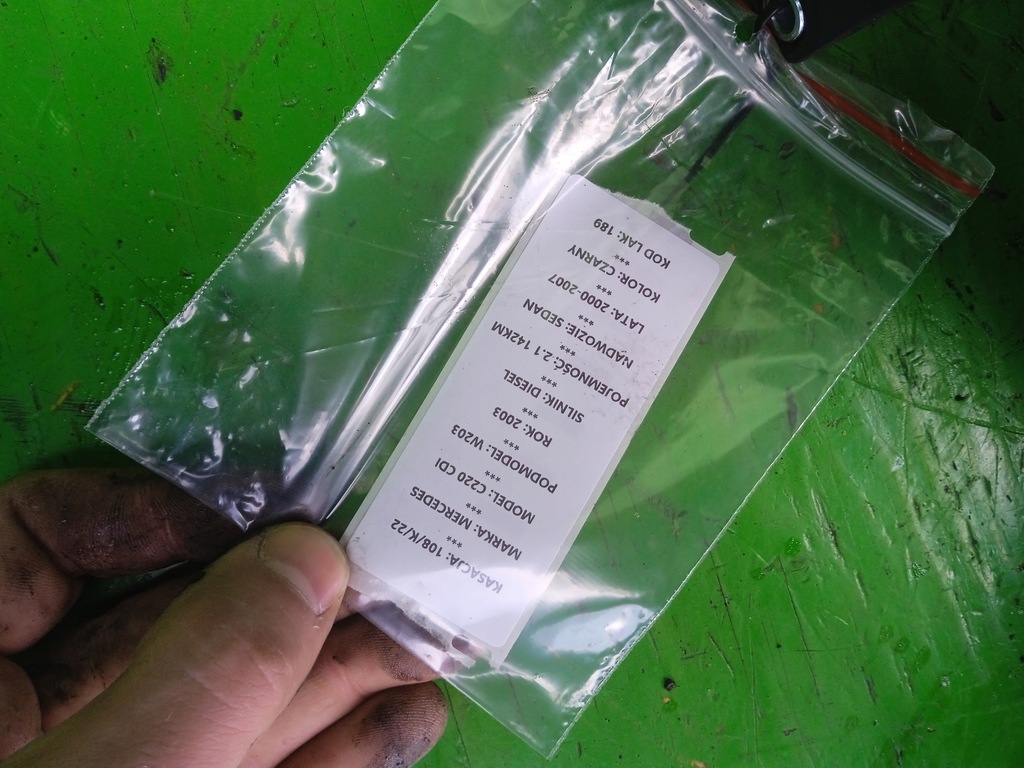 KASACJA: 108/K/22
***
MARKA: MERCEDES
***
MODEL: C220 CDI
***
PODMODEL: W203
***
ROK: 2003
***
SILNIK: DIESEL
***
POJEMNOŚĆ: 2.1 142KM
***
NADWOZIE: SEDAN
***
LATA: 2000-2007
***
KOLOR: CZARNY
***
KOD LAK: 189